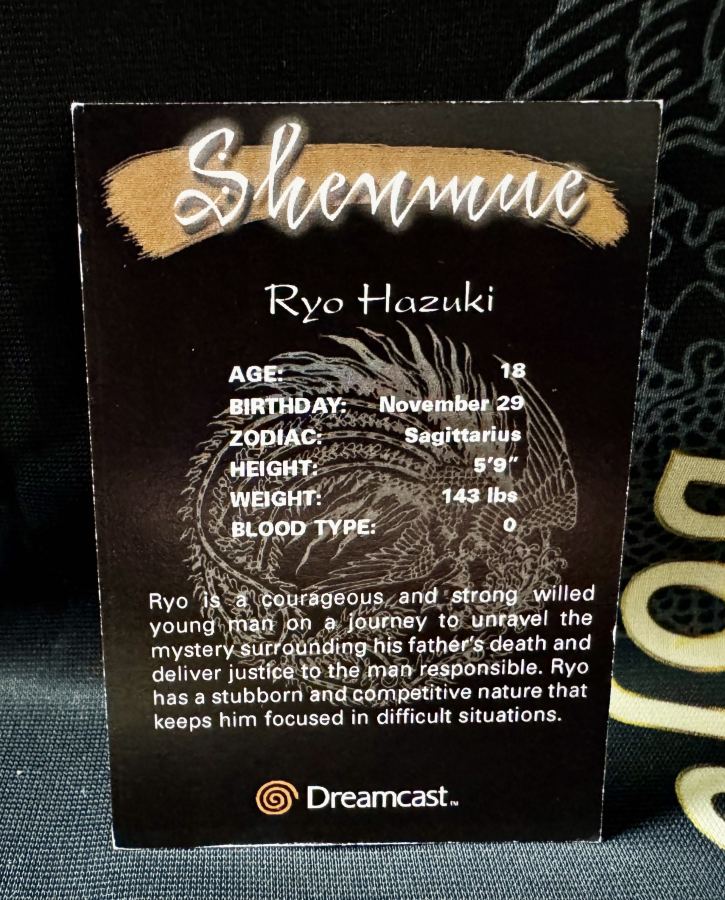 Shenmue
Ryo Hazuki
AGE: 18
BIRTHDAY: November 29
ZODIAC: Sagittarius
HEIGHT: 5'9"
WEIGHT: 143 lbs
BLOOD TYPE: O
Ryo is a courageous and strong willed
young man on a journey to unravel the
mystery surrounding his father's death and
deliver justice to the man responsible. Ryo
has a stubborn and competitive nature that
keeps him focused in difficult situations.
Dreamcast™